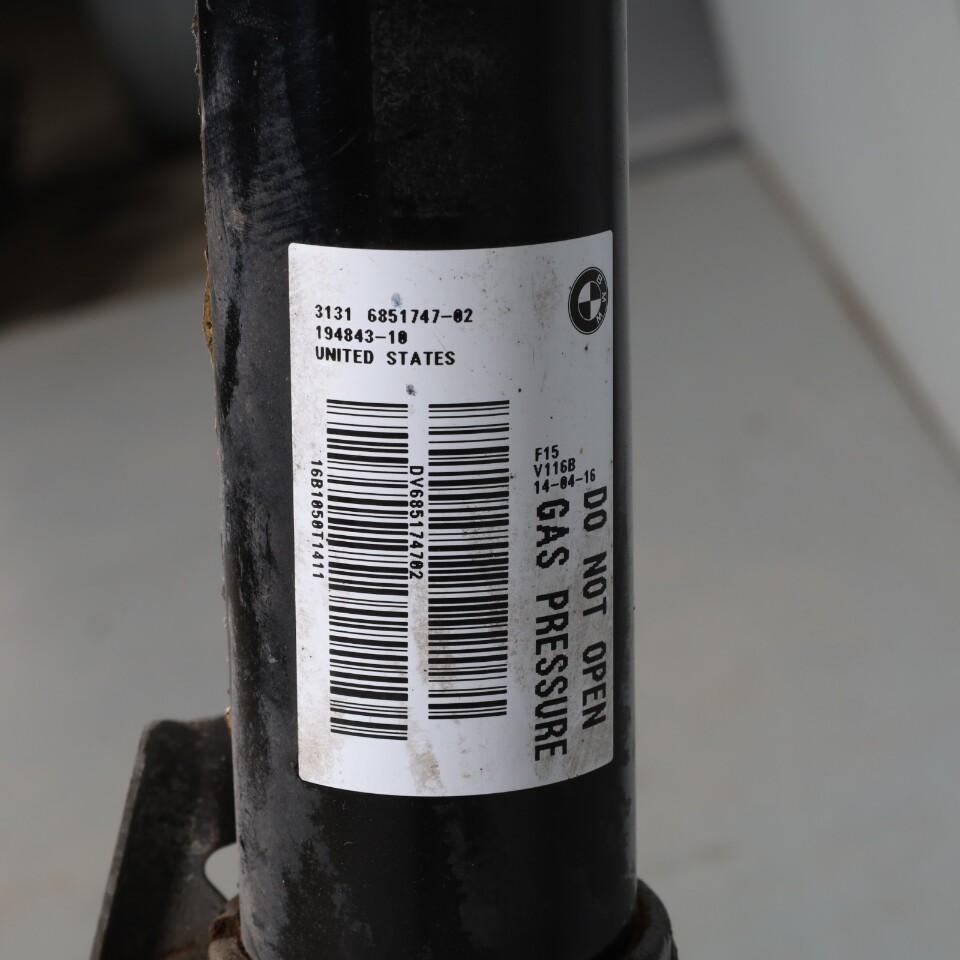 3131 6851747-02
194843-10
UNITED STATES
BMW
F15
V116B
14-04-16
DO NOT OPEN
GAS PRESSURE
DV685174702
16B1050T1411